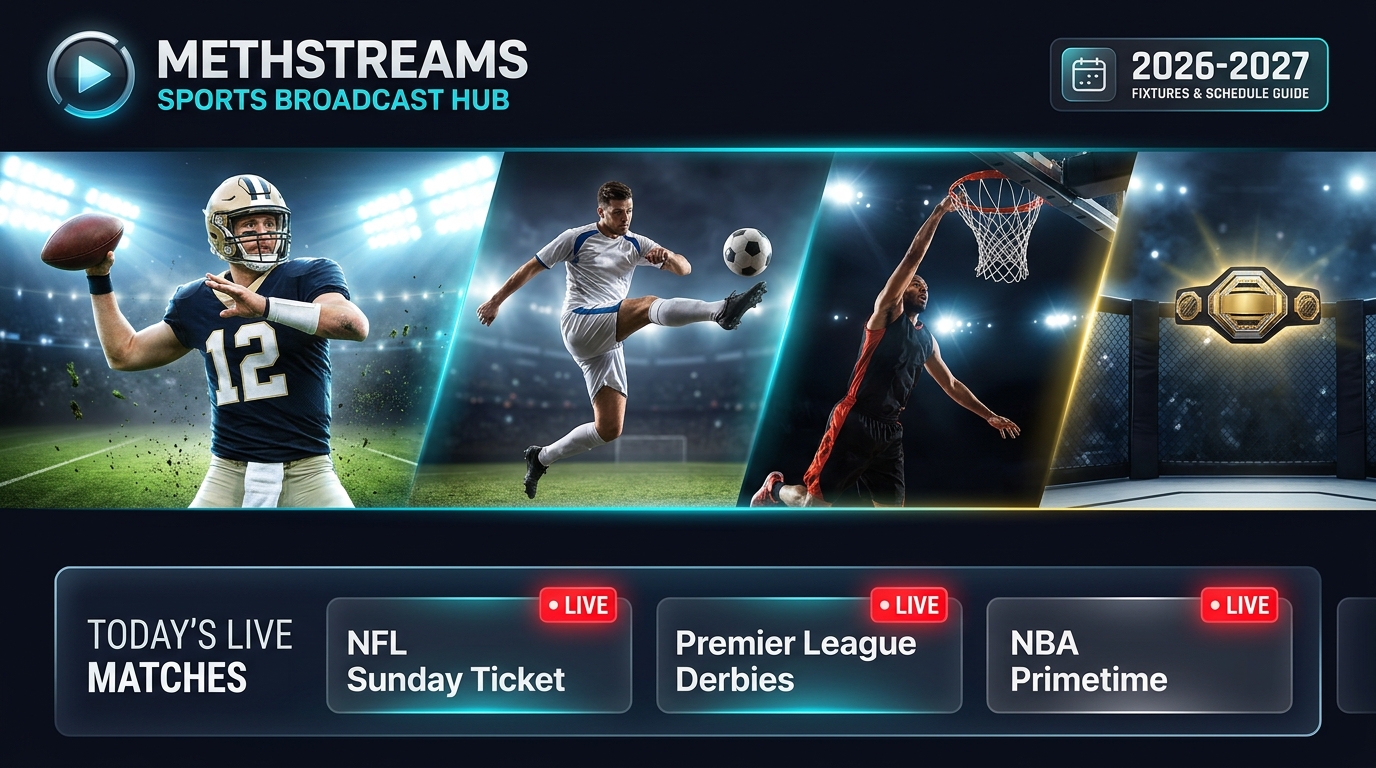 METHSTREAMS
SPORTS BROADCAST HUB
2026-2027
FIXTURES & SCHEDULE GUIDE
12
TODAY'S LIVE
MATCHES
• LIVE
NFL
Sunday Ticket
• LIVE
Premier League
Derbies
• LIVE
NBA
Primetime